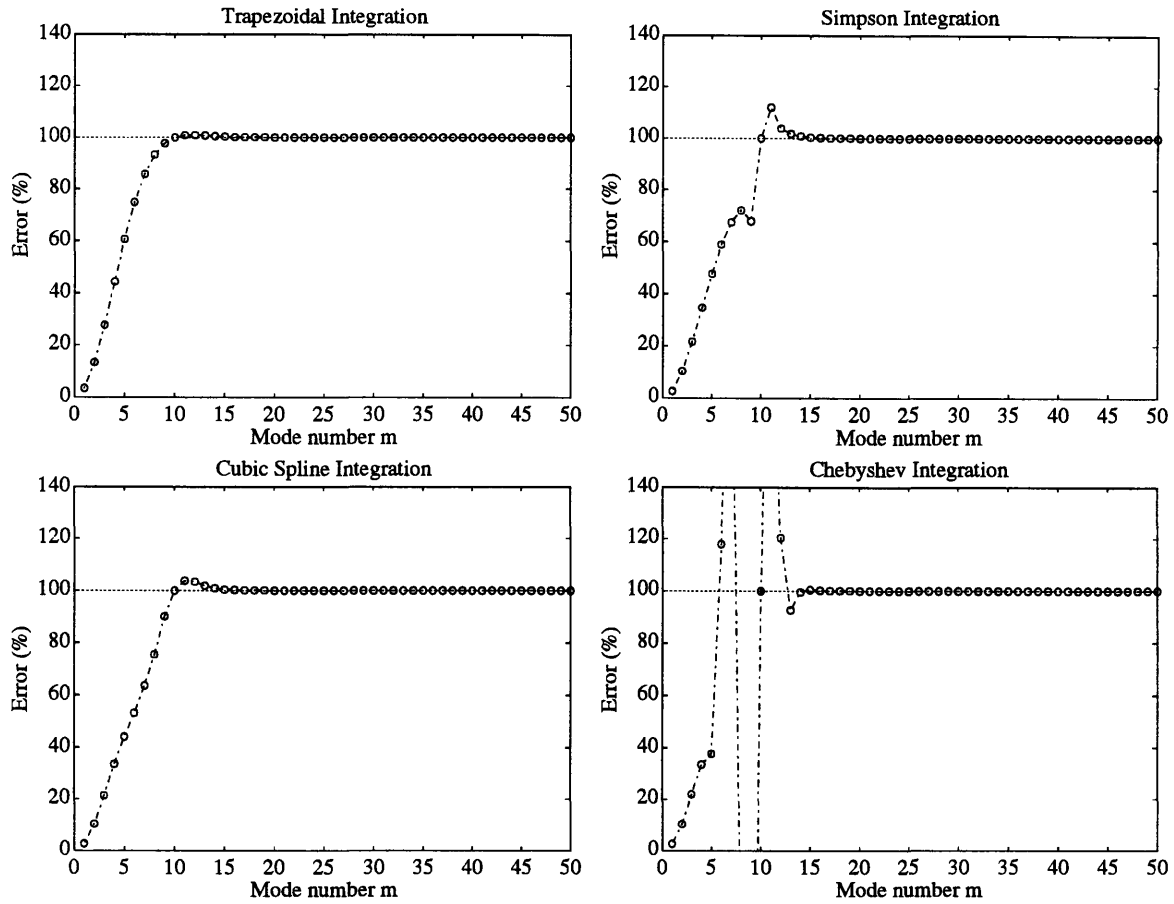 Trapezoidal Integration
140
120
100
80
60
40
20
0
Error (%)
0 5 10 15 20 25 30 35 40 45 50
Mode number m
Simpson Integration
140
120
100
80
60
40
20
0
Error (%)
0 5 10 15 20 25 30 35 40 45 50
Mode number m
Cubic Spline Integration
140
120
100
80
60
40
20
0
Error (%)
0 5 10 15 20 25 30 35 40 45 50
Mode number m
Chebyshev Integration
140
120
100
80
60
40
20
0
Error (%)
0 5 10 15 20 25 30 35 40 45 50
Mode number m